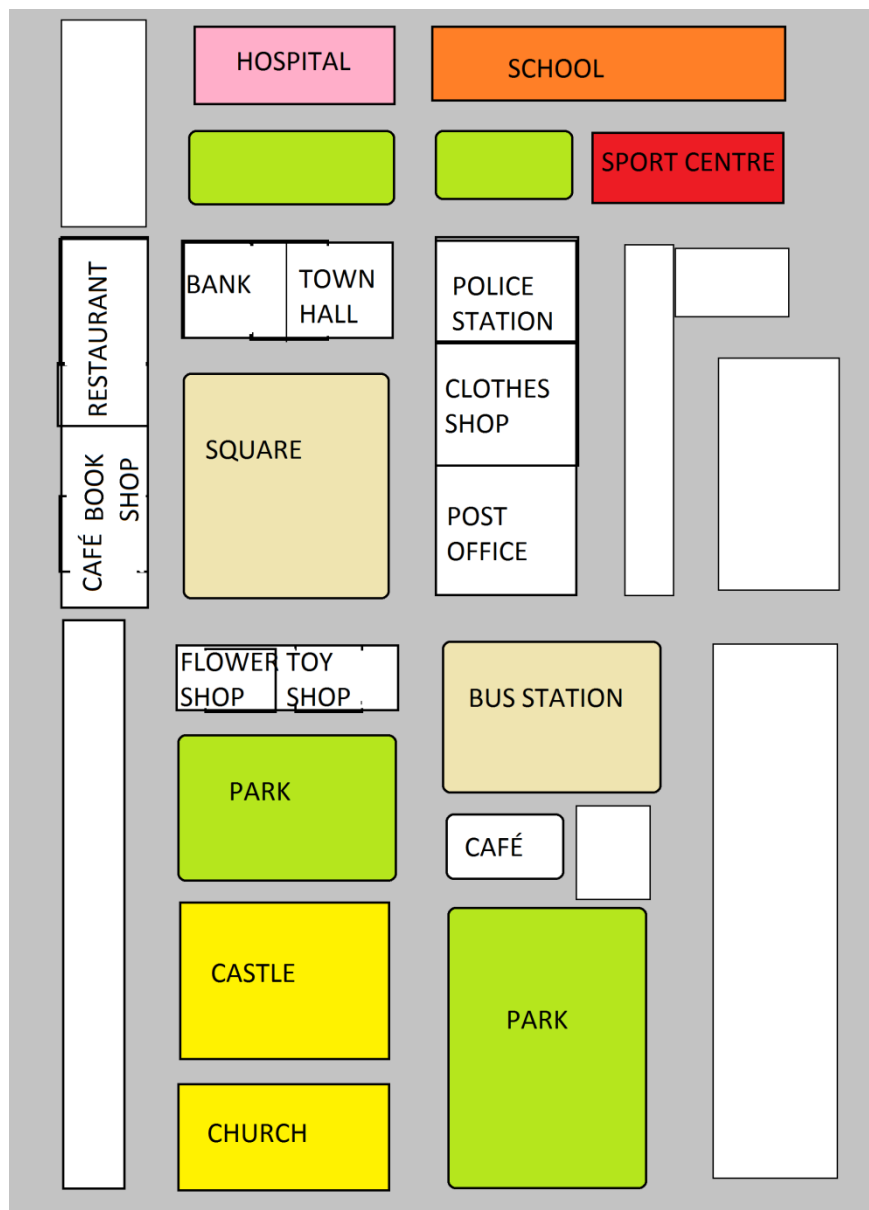 HOSPITAL
SCHOOL
SPORT CENTRE
RESTAURANT
BANK
TOWN
HALL
POLICE
STATION
CLOTHES
SHOP
SQUARE
CAFÉ BOOK
SHOP
POST
OFFICE
FLOWER
SHOP
TOY
SHOP
BUS STATION
PARK
CAFÉ
CASTLE
PARK
CHURCH